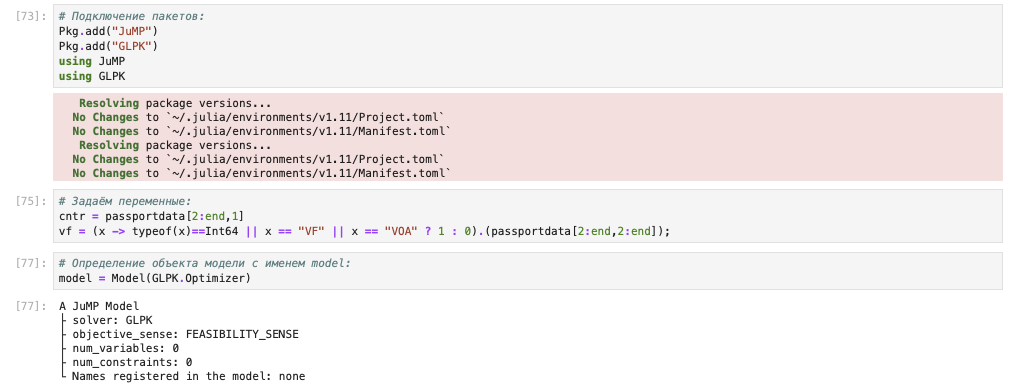 [73]: # Подключение пакетов:
Pkg.add("JuMP")
Pkg.add("GLPK")
using JuMP
using GLPK
Resolving package versions...
No Changes to `~/.julia/environments/v1.11/Project.toml`
No Changes to `~/.julia/environments/v1.11/Manifest.toml`
Resolving package versions...
No Changes to `~/.julia/environments/v1.11/Project.toml`
No Changes to `~/.julia/environments/v1.11/Manifest.toml`
[75]: # Задаём переменные:
cntr = passportdata[2:end,1]
vf = (x -> typeof(x)==Int64 || x == "VF" || x == "VOA" ? 1 : 0).(passportdata[2:end,2:end]);
[77]: # Определение объекта модели с именем model:
model = Model(GLPK.Optimizer)
[77]: A JuMP Model
├ solver: GLPK
├ objective_sense: FEASIBILITY_SENSE
├ num_variables: 0
├ num_constraints: 0
└ Names registered in the model: none